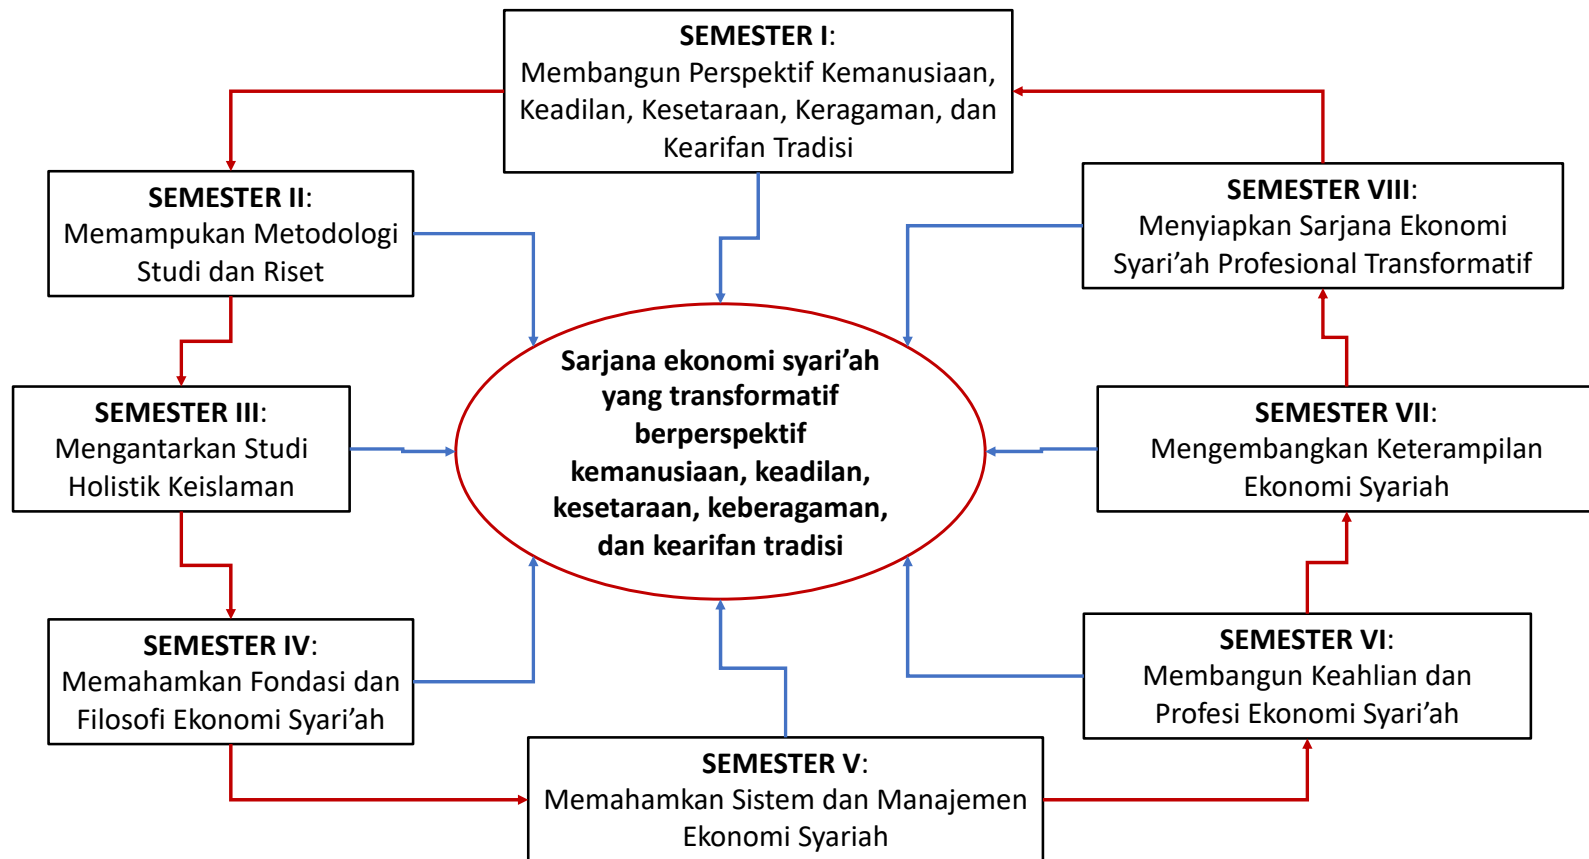 SEMESTER I:
Membangun Perspektif Kemanusiaan,
Keadilan, Kesetaraan, Keragaman, dan
Kearifan Tradisi
SEMESTER II:
Memampukan Metodologi
Studi dan Riset
SEMESTER III:
Mengantarkan Studi
Holistik Keislaman
SEMESTER IV:
Memahamkan Fondasi dan
Filosofi Ekonomi Syari’ah
SEMESTER V:
Memahamkan Sistem dan Manajemen
Ekonomi Syariah
SEMESTER VI:
Membangun Keahlian dan
Profesi Ekonomi Syari’ah
SEMESTER VII:
Mengembangkan Keterampilan
Ekonomi Syariah
SEMESTER VIII:
Menyiapkan Sarjana Ekonomi
Syari’ah Profesional Transformatif
Sarjana ekonomi syari’ah
yang transformatif
berperspektif
kemanusiaan, keadilan,
kesetaraan, keberagaman,
dan kearifan tradisi